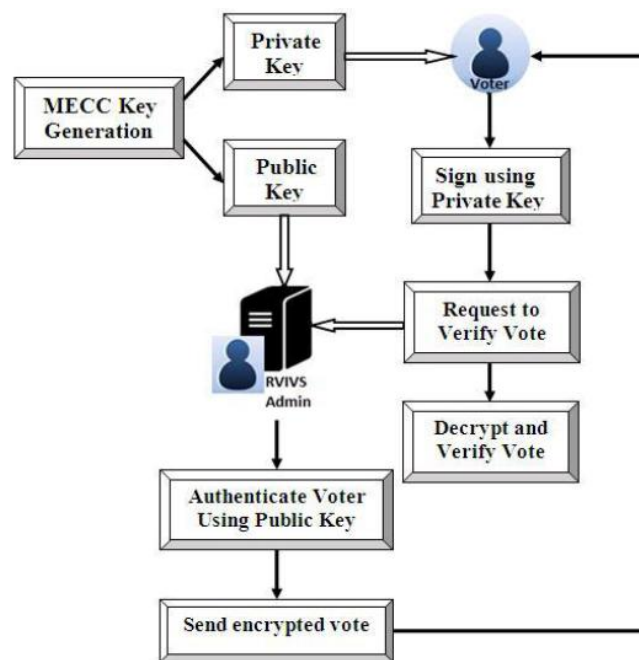 Private
Key
Voter
MECC Key
Generation
Public
Key
Sign using
Private Key
Request to
Verify Vote
RVIVS
Admin
Decrypt and
Verify Vote
Authenticate Voter
Using Public Key
Send encrypted vote